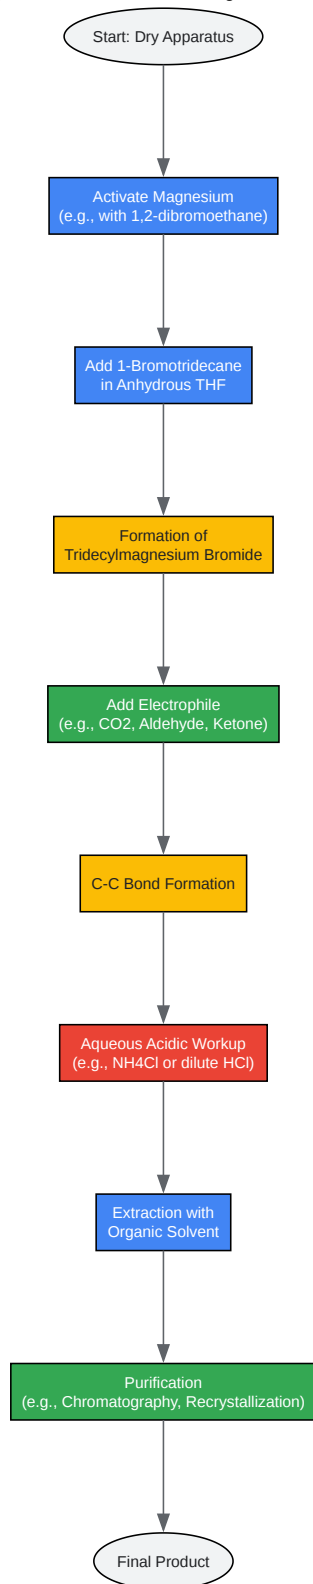 Start: Dry Apparatus
Activate Magnesium
(e.g., with 1,2-dibromoethane)
Add 1-Bromotridecane
in Anhydrous THF
Formation of
Tridecylmagnesium Bromide
Add Electrophile
(e.g., CO2, Aldehyde, Ketone)
C-C Bond Formation
Aqueous Acidic Workup
(e.g., NH4Cl or dilute HCl)
Extraction with
Organic Solvent
Purification
(e.g., Chromatography, Recrystallization)
Final Product